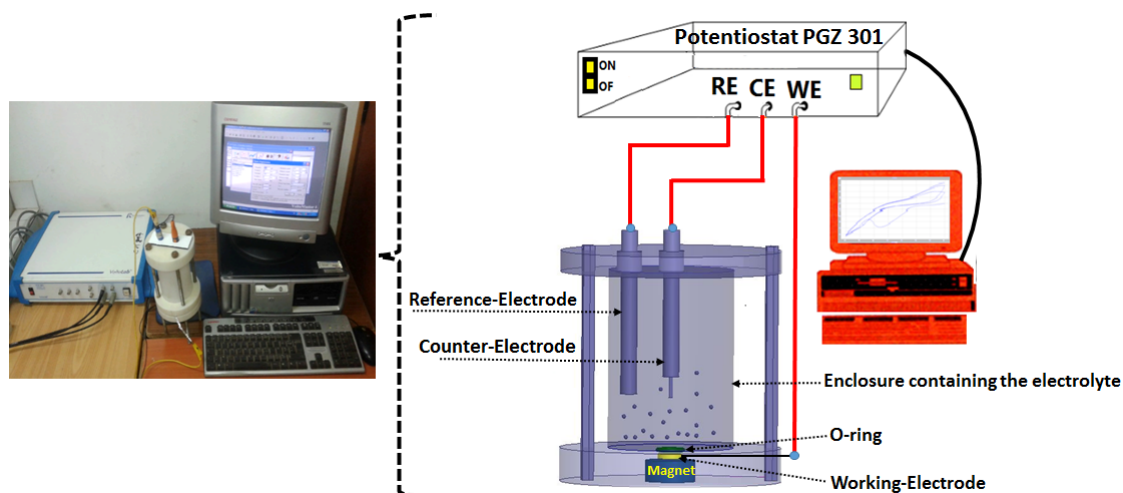 Potentiostat PGZ 301
ON
OF
RE CE WE
Reference-Electrode
Counter-Electrode
Enclosure containing the electrolyte
O-ring
Magnet
Working-Electrode